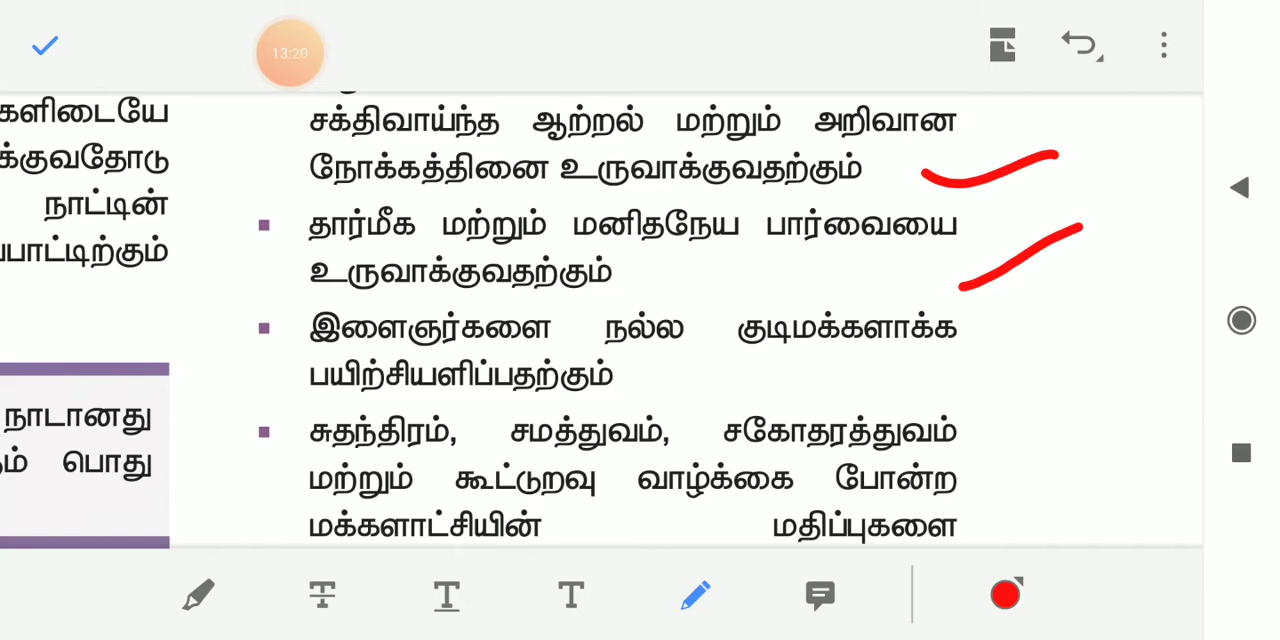 13:20
களிடையே
க்குவதோடு
நாட்டின்
பாட்டிற்கும்
நாடானது
பொது
சக்திவாய்ந்த ஆற்றல் மற்றும் அறிவான
நோக்கத்தினை உருவாக்குவதற்கும்
தார்மீக மற்றும் மனிதநேய பார்வையை
உருவாக்குவதற்கும்
இளைஞர்களை நல்ல குடிமக்களாக்க
பயிற்சியளிப்பதற்கும்
சுதந்திரம், சமத்துவம், சகோதரத்துவம்
மற்றும் கூட்டுறவு வாழ்க்கை போன்ற
மக்களாட்சியின் மதிப்புகளை